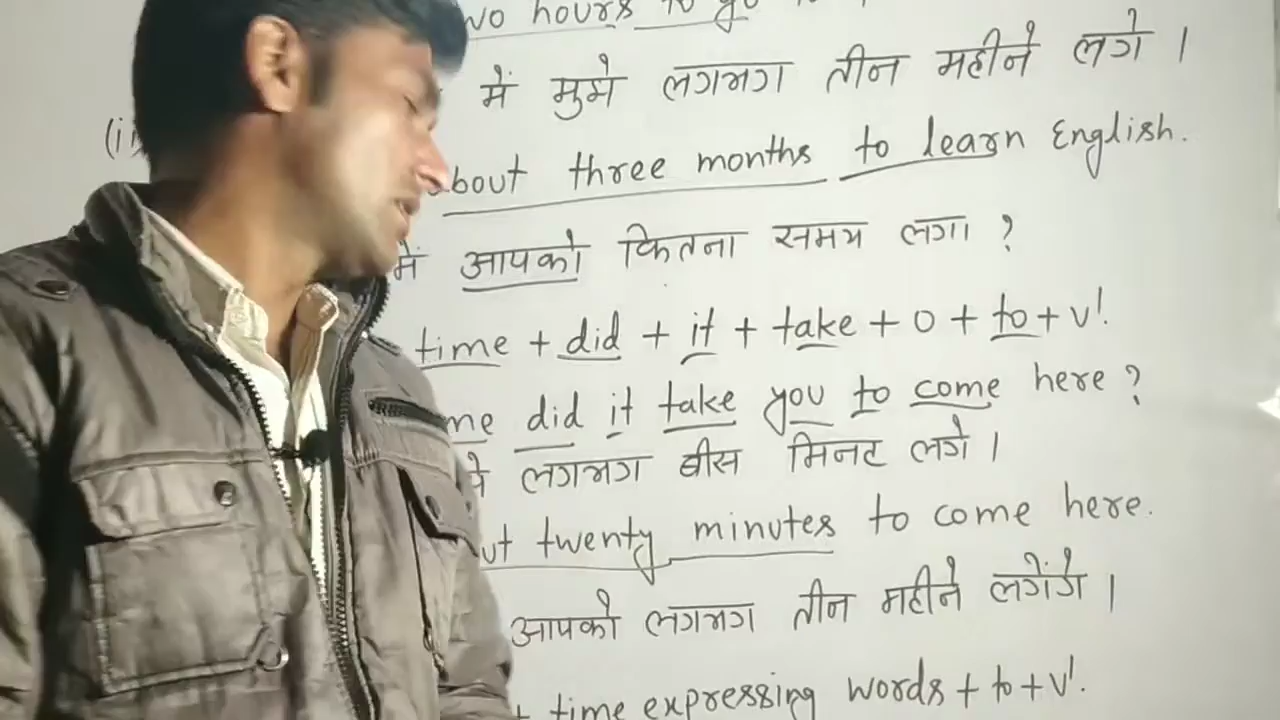 wo hours to go
में मुझे लगभग तीन महीने लगे ।
(i
about three months to learn English.
में आपको कितना समय लगा ?
time + did + it + take + 0 + to + v¹.
me did it take you to come here ?
लगभग बीस मिनट लगे ।
ut twenty minutes to come here.
आपको लगभग तीन महीने लगेंगे ।
+ time expressing words + to + v¹.